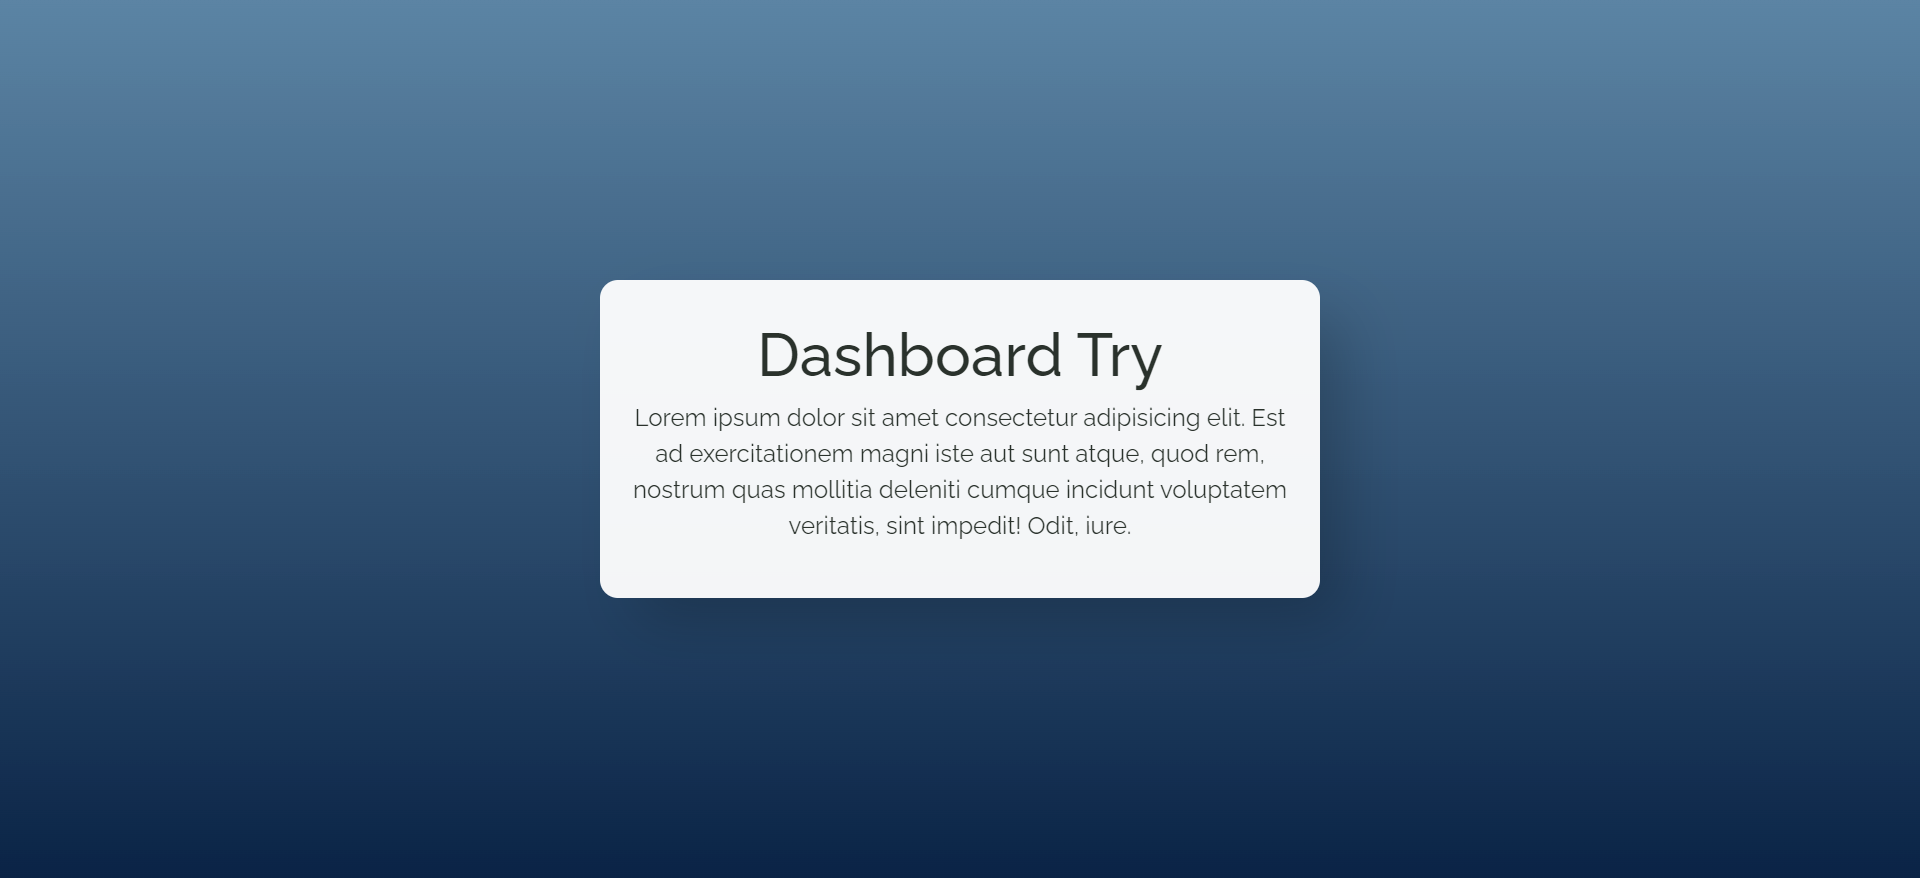 Dashboard Try
Lorem ipsum dolor sit amet consectetur adipisicing elit. Est
ad exercitationem magni iste aut sunt atque, quod rem,
nostrum quas mollitia deleniti cumque incidunt voluptatem
veritatis, sint impedit! Odit, iure.